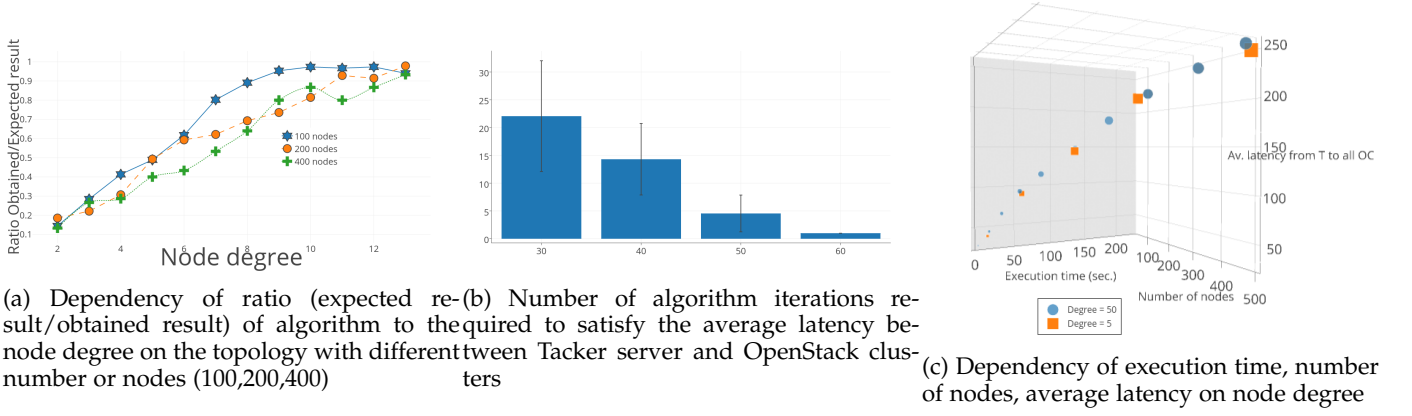 Ratio Obtained/Expected result
1
0.9
0.8
0.7
0.6
0.5
0.4
0.3
0.2
0.1
2
4
6
8
10
12
Node degree
100 nodes
200 nodes
400 nodes
(a) Dependency of ratio (expected re-
sult/obtained result) of algorithm to the
node degree on the topology with different
number or nodes (100,200,400)
30
25
20
15
10
5
0
30
40
50
60
(b) Number of algorithm iterations re-
quired to satisfy the average latency be-
tween Tacker server and OpenStack clus-
ters
250
200
150
100
50
Av. latency from T to all OC
0
50
100
150
200
Execution time (sec.)
100
200
300
400
500
Number of nodes
Degree = 50
Degree = 5
(c) Dependency of execution time, number
of nodes, average latency on node degree